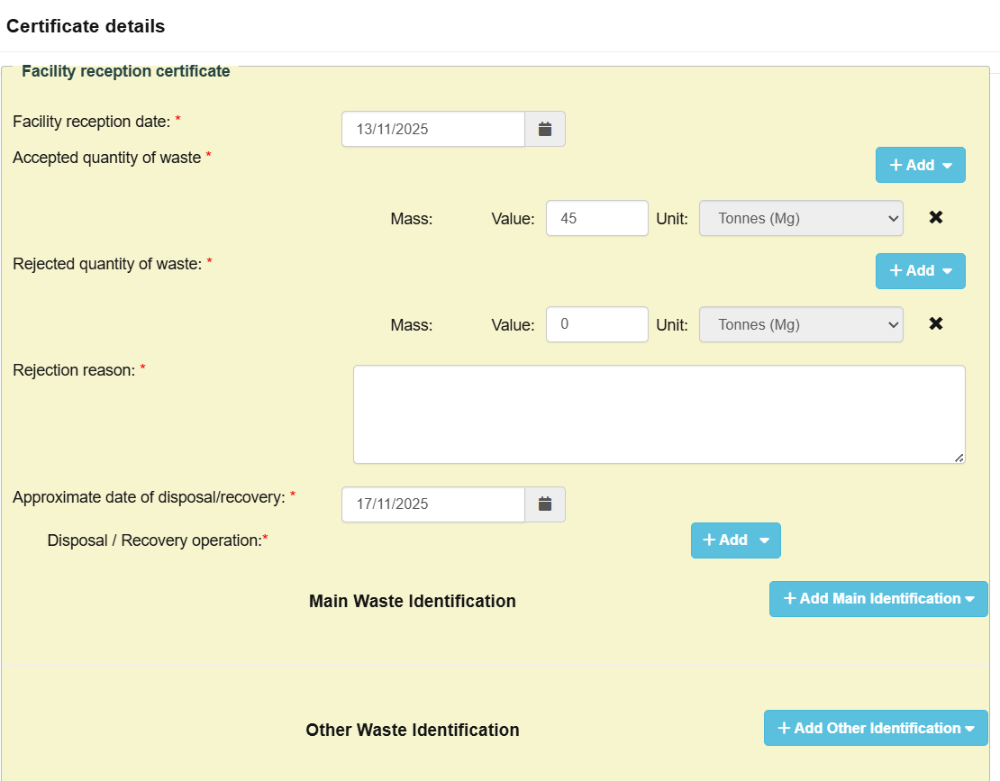 Certificate details
Facility reception certificate
Facility reception date: *
13/11/2025
Accepted quantity of waste *
+ Add
Mass: Value: 45 Unit: Tonnes (Mg)
Rejected quantity of waste: *
+ Add
Mass: Value: 0 Unit: Tonnes (Mg)
Rejection reason: *
Approximate date of disposal/recovery: *
17/11/2025
Disposal / Recovery operation:*
+ Add
Main Waste Identification
+ Add Main Identification
Other Waste Identification
+ Add Other Identification